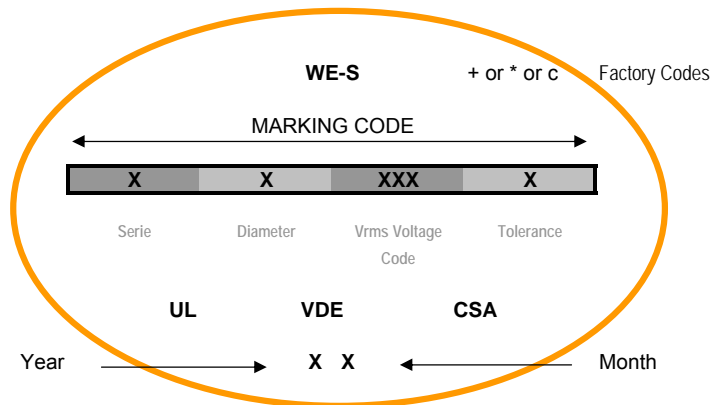 WE-S + or * or c Factory Codes
MARKING CODE
X X XXX X
Serie Diameter Vrms Voltage Code Tolerance
UL VDE CSA
Year X X Month